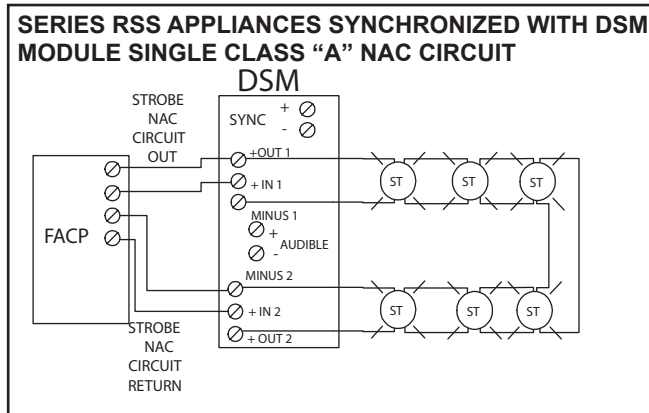 SERIES RSS APPLIANCES SYNCHRONIZED WITH DSM
MODULE SINGLE CLASS “A” NAC CIRCUIT
DSM
STROBE
NAC
CIRCUIT
OUT
SYNC
+
-
+OUT 1
+ IN 1
MINUS 1
+
AUDIBLE
-
MINUS 2
+ IN 2
+ OUT 2
FACP
ST
ST
ST
ST
ST
ST
STROBE
NAC
CIRCUIT
RETURN